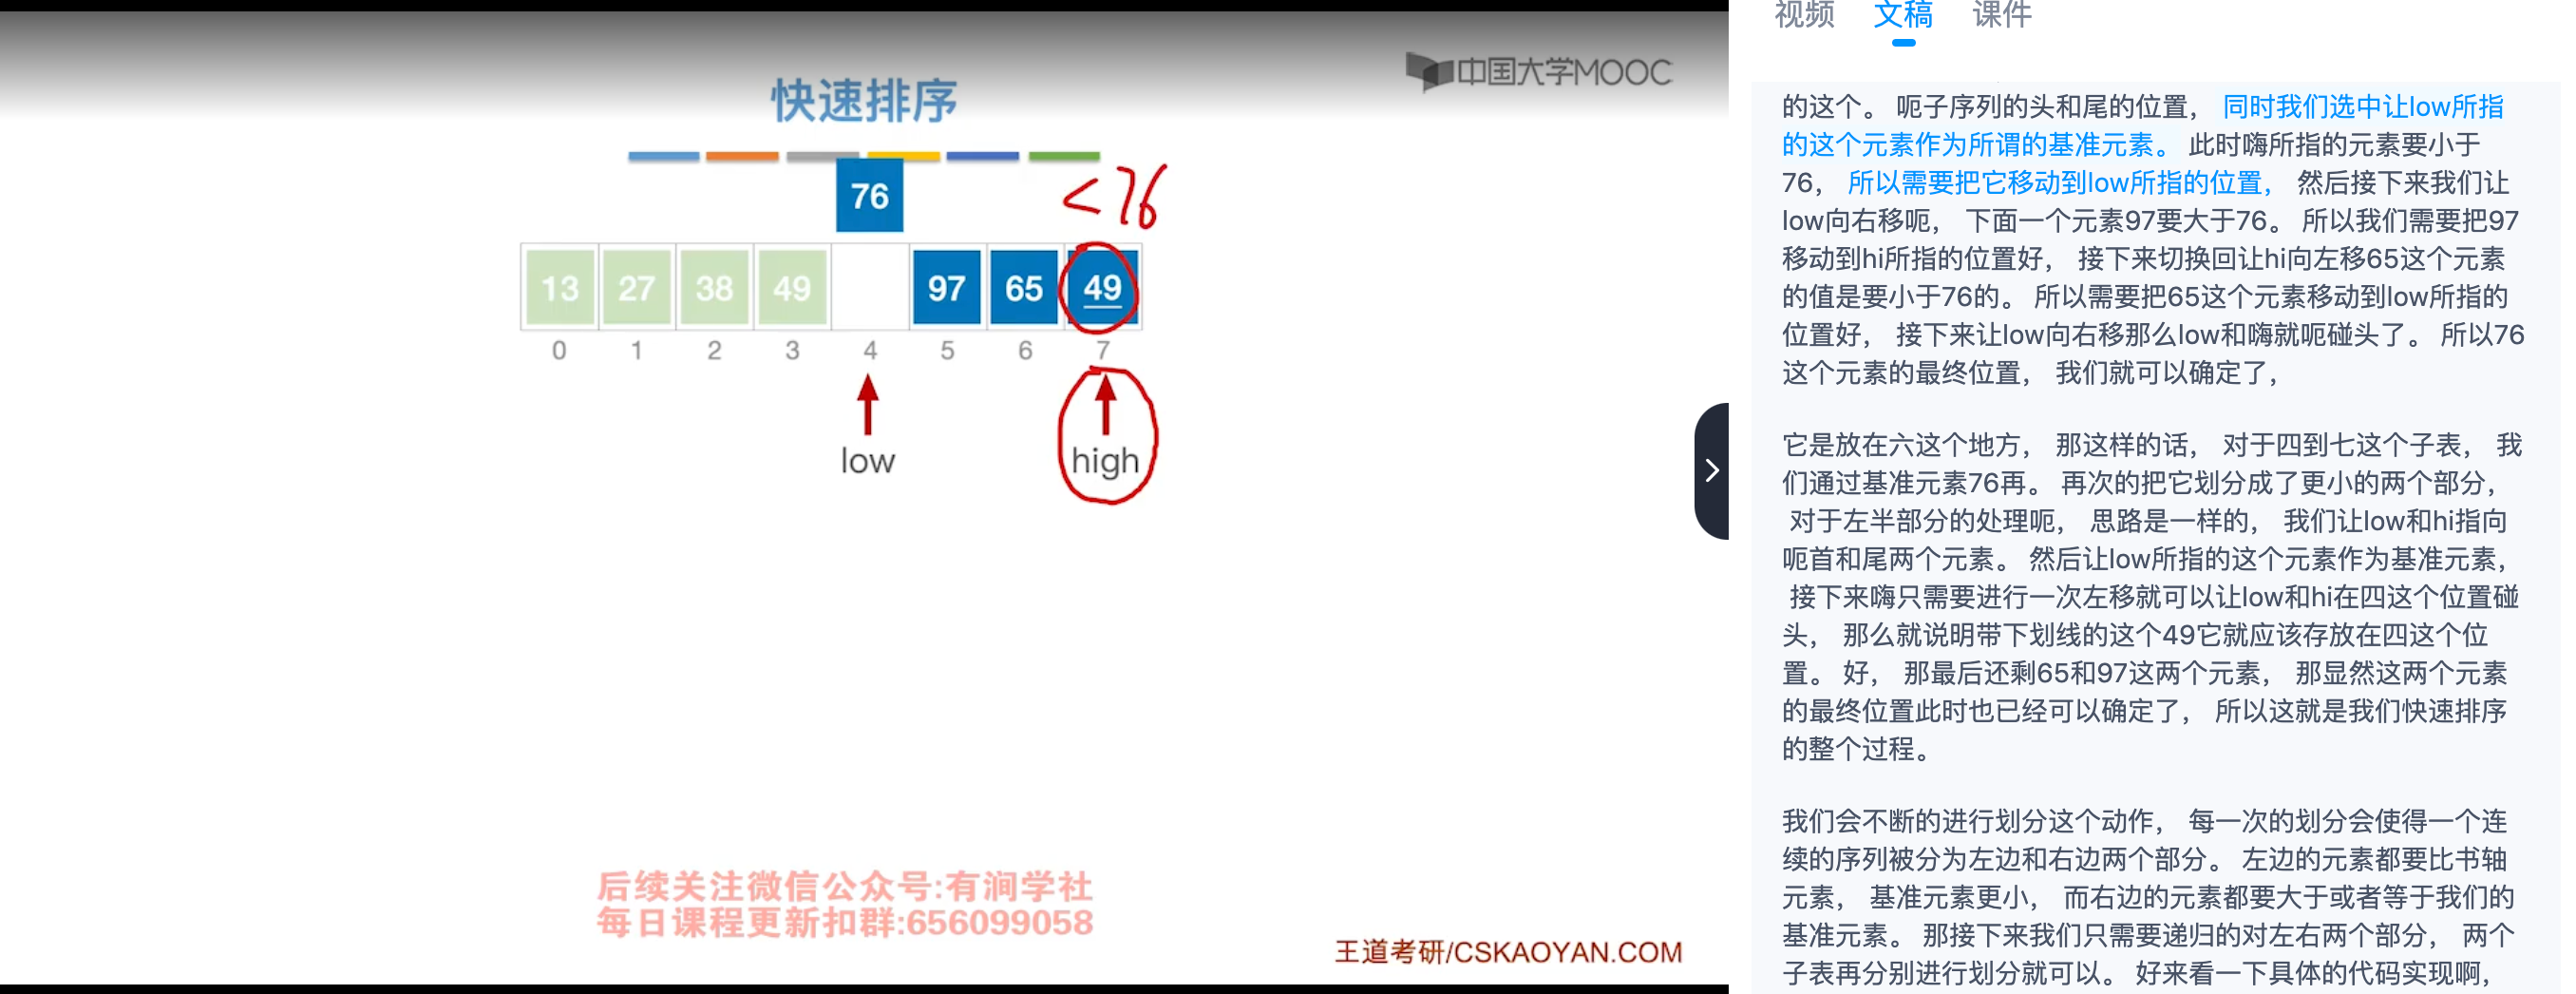 中国大学MOOC
快速排序
76
<76
13 27 38 49 97 65 49
0 1 2 3 4 5 6 7
low high
后续关注微信公众号:有涧学社
每日课程更新扣群:656099058
王道考研/CSKAOYAN.COM
视频 文稿 课件
的这个。 呃子序列的头和尾的位置， 同时我们选中让low所指
的这个元素作为所谓的基准元素。 此时嗨所指的元素要小于
76， 所以需要把它移动到low所指的位置， 然后接下来我们让
low向右移呃， 下面一个元素97要大于76。 所以我们需要把97
移动到hi所指的位置好， 接下来切换回让hi向左移65这个元素
的值是要小于76的。 所以需要把65这个元素移动到low所指的
位置好， 接下来让low向右移那么low和嗨就呃碰头了。 所以76
这个元素的最终位置， 我们就可以确定了，
它是放在六这个地方， 那这样的话， 对于四到七这个子表， 我
们通过基准元素76再。 再次的把它划分成了更小的两个部分，
对于左半部分的处理呃， 思路是一样的， 我们让low和hi指向
呃首和尾两个元素。 然后让low所指的这个元素作为基准元素，
接下来嗨只需要进行一次左移就可以让low和hi在四这个位置碰
头， 那么就说明带下划线的这个49它就应该存放在四这个位
置。 好， 那最后还剩65和97这两个元素， 那显然这两个元素
的最终位置此时也已经可以确定了， 所以这就是我们快速排序
的整个过程。
我们会不断的进行划分这个动作， 每一次的划分会使得一个连
续的序列被分为左边和右边两个部分。 左边的元素都要比书轴
元素， 基准元素更小， 而右边的元素都要大于或者等于我们的
基准元素。 那接下来我们只需要递归的对左右两个部分， 两个
子表再分别进行划分就可以。 好来看一下具体的代码实现啊，